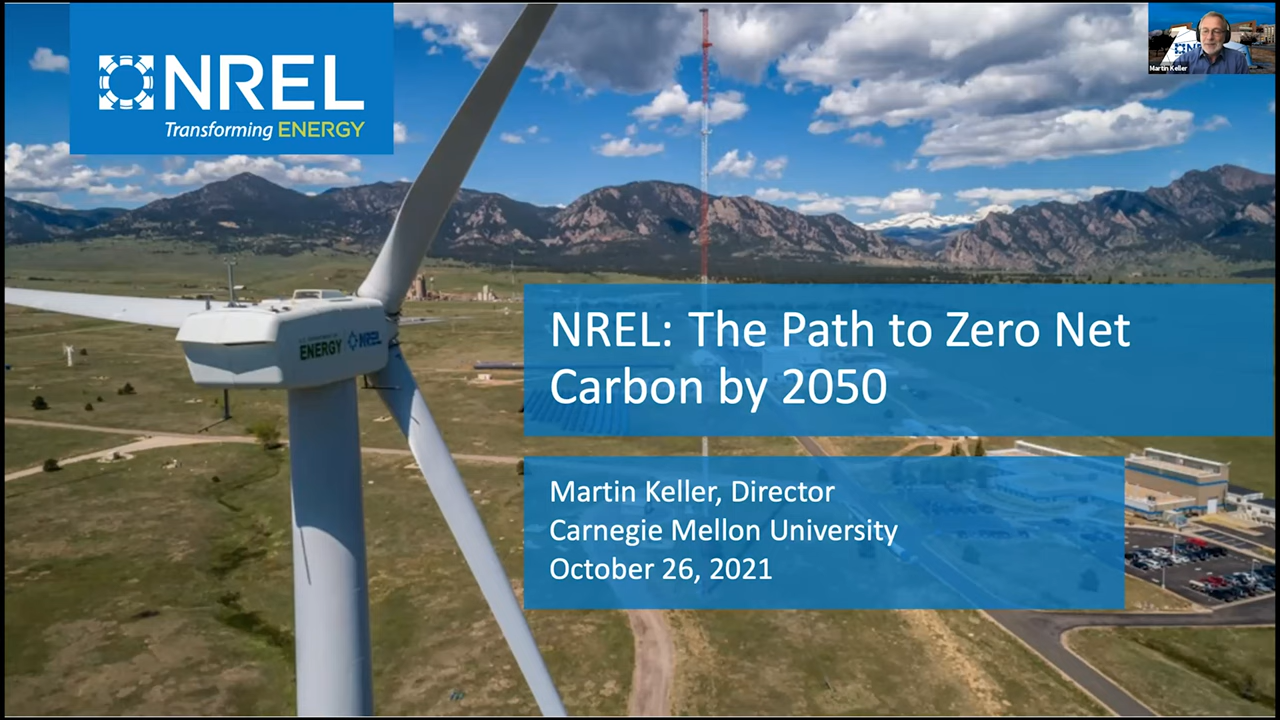 NREL
Transforming ENERGY
Martin Keller
ENERGY NREL
NREL: The Path to Zero Net
Carbon by 2050
Martin Keller, Director
Carnegie Mellon University
October 26, 2021